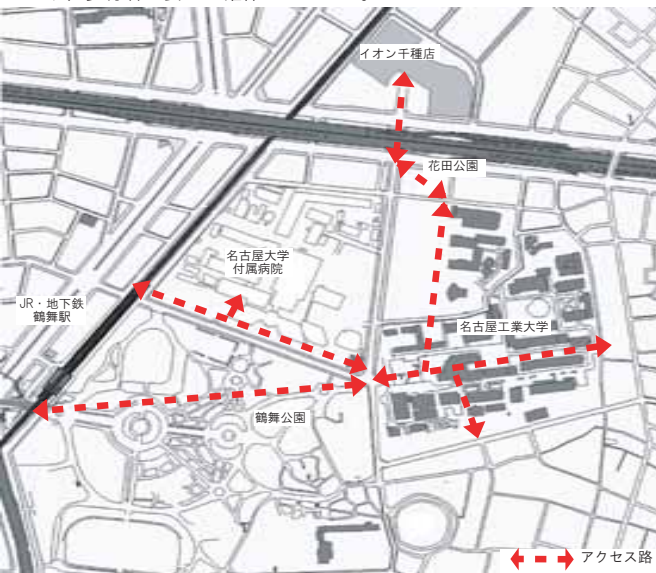 イオン千種店
花田公園
名古屋大学
付属病院
JR・地下鉄
鶴舞駅
名古屋工業大学
鶴舞公園
アクセス路